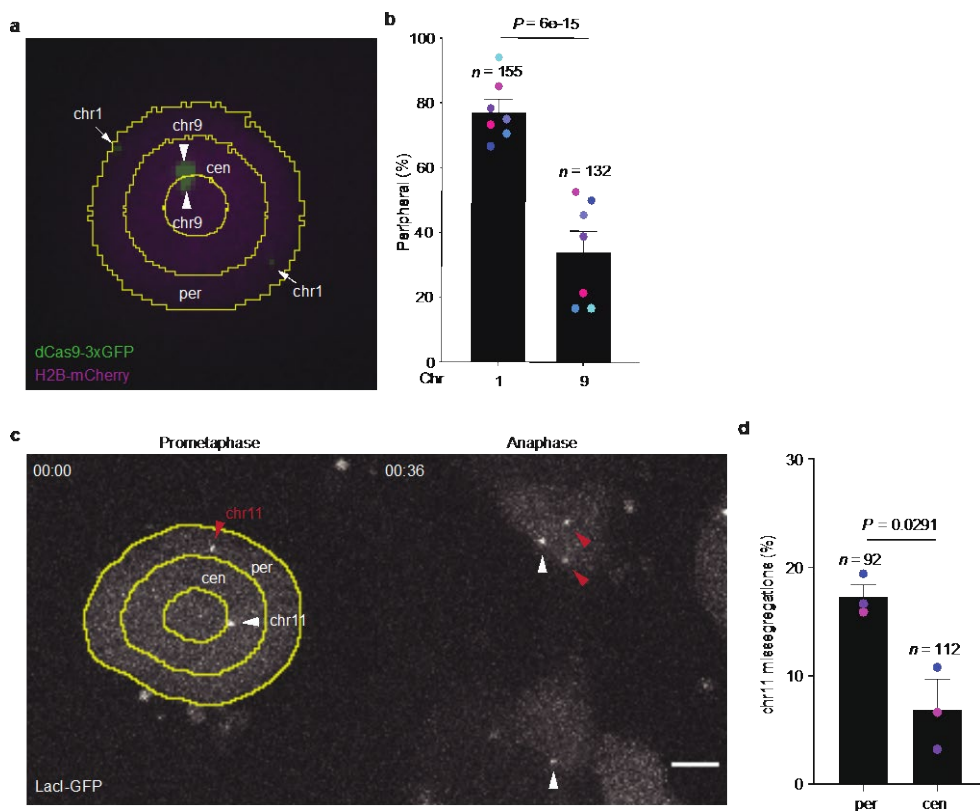 a
chr1
chr9
cen
chr9
chr1
per
dCas9-3xGFP
H2B-mCherry
b
P = 6e-15
Peripheral (%)
100
80
60
40
20
0
n = 155
n = 132
Chr
1
9
c
Prometaphase
Anaphase
00:00
00:36
chr11
per
cen
chr11
LacI-GFP
d
P = 0.0291
chr11 missegregations (%)
30
20
10
0
n = 92
n = 112
per
cen